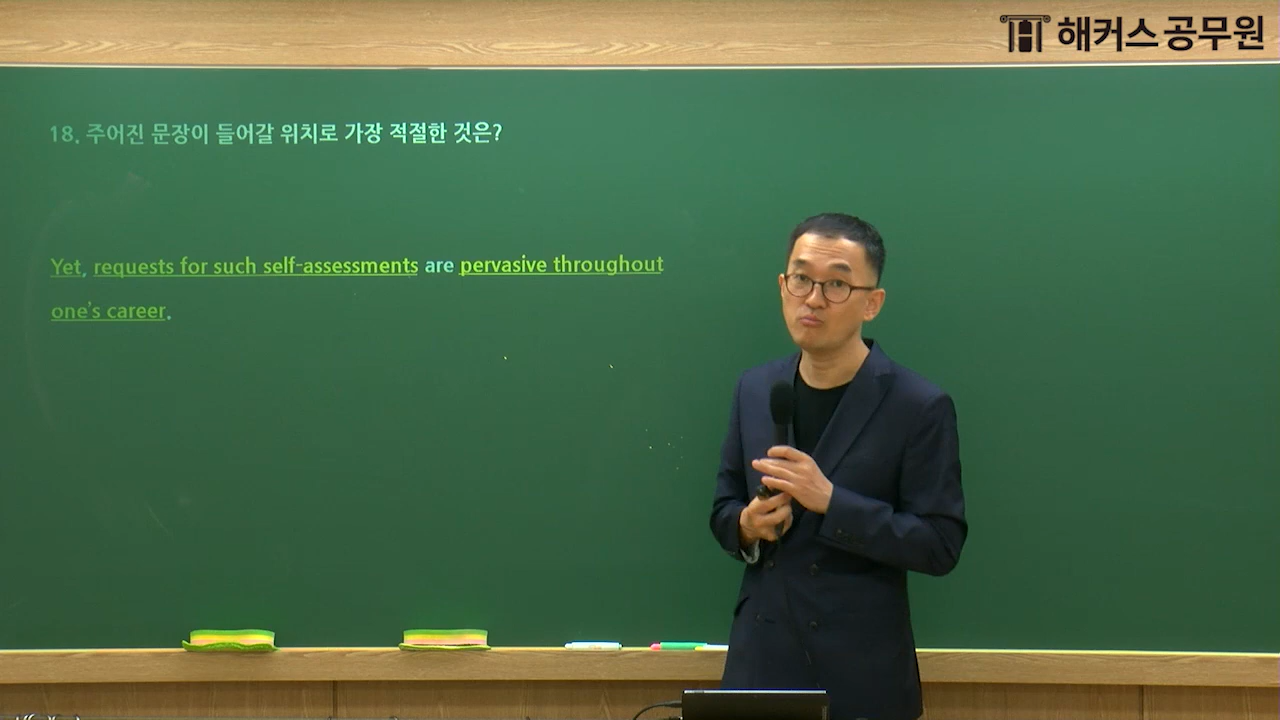 해커스공무원
18. 주어진 문장이 들어갈 위치로 가장 적절한 것은?
Yet, requests for such self-assessments are pervasive throughout
one's career.